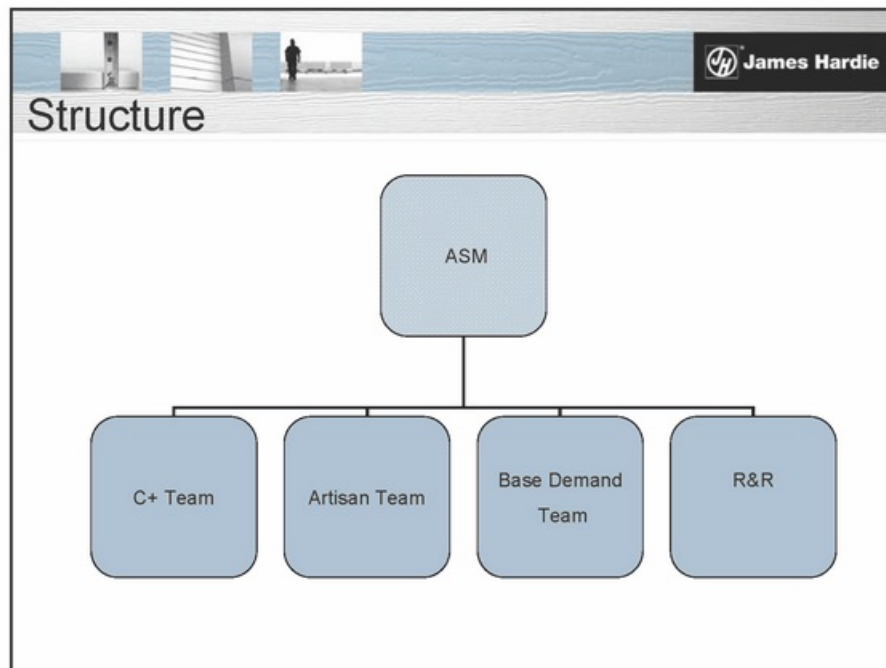 James Hardie
Structure
ASM
C+ Team
Artisan Team
Base Demand
Team
R&R